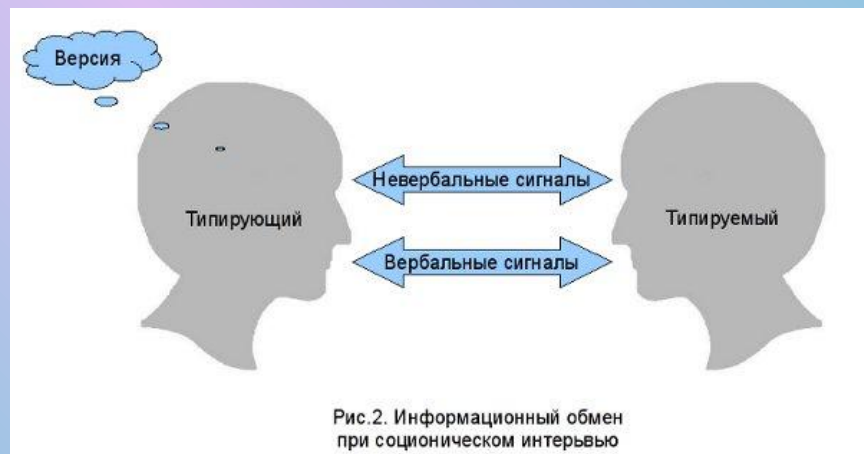 Версия
Невербальные сигналы
Типирующий
Типируемый
Вербальные сигналы
Рис.2. Информационный обмен
при соционическом интервью